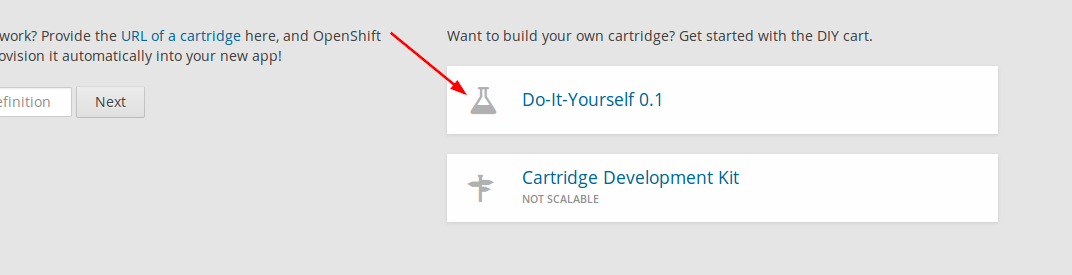 work? Provide the URL of a cartridge here, and OpenShift
ovision it automatically into your new app!
efinition
Next
Want to build your own cartridge? Get started with the DIY cart.
Do-It-Yourself 0.1
Cartridge Development Kit
NOT SCALABLE